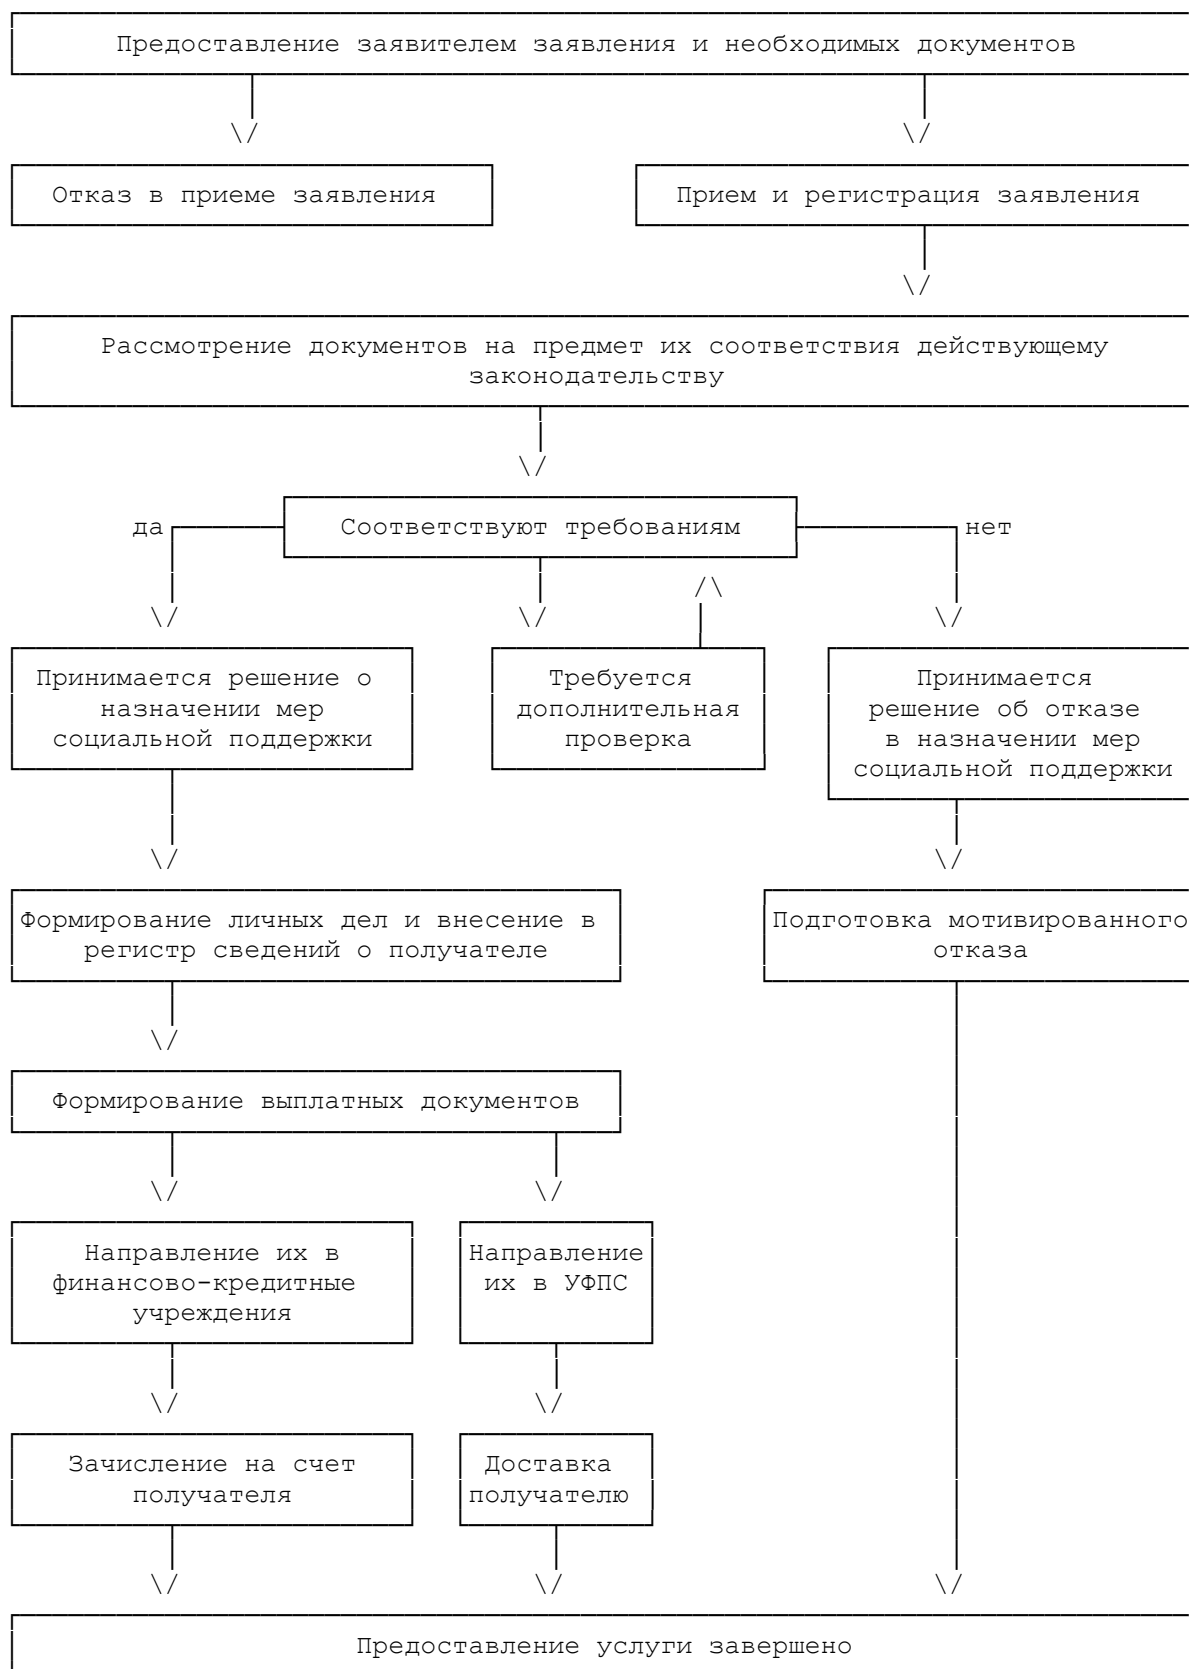 Предоставление заявителем заявления и необходимых документов
Отказ в приеме заявления
Прием и регистрация заявления
Рассмотрение документов на предмет их соответствия действующему
законодательству
да
Соответствуют требованиям
нет
Принимается решение о
назначении мер
социальной поддержки
Требуется
дополнительная
проверка
Принимается
решение об отказе
в назначении мер
социальной поддержки
Формирование личных дел и внесение в
регистр сведений о получателе
Подготовка мотивированного
отказа
Формирование выплатных документов
Направление их в
финансово-кредитные
учреждения
Направление
их в УФПС
Зачисление на счет
получателя
Доставка
получателю
Предоставление услуги завершено